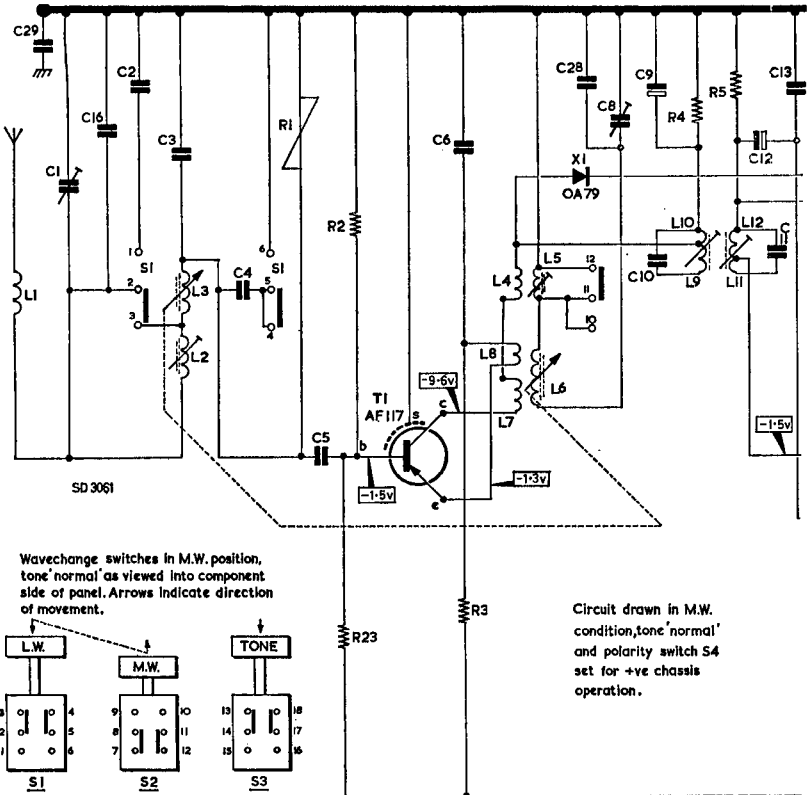 C29
C2
C16
C3
C1
R1
C28
C9
C8
R4
R5
C13
C6
C12
X1
OA79
R2
1
S1
2
3
6
S1
5
4
C4
L3
L2
L1
L4
L5
12
11
10
L10
L12
C10
L9
L11
C11
L8
L6
L7
-9·6v
T1
AF117
s
c
b
e
C5
-1·5v
-1·3v
-1·5v
SD3061
Wavechange switches in M.W. position,
tone'normal'as viewed into component
side of panel. Arrows indicate direction
of movement.
R23
R3
Circuit drawn in M.W.
condition, tone 'normal'
and polarity switch S4
set for +ve chassis
operation.
L.W.
M.W.
TONE
3 4
2 5
1 6
S1
9 10
8 11
7 12
S2
13 18
14 17
15 16
S3